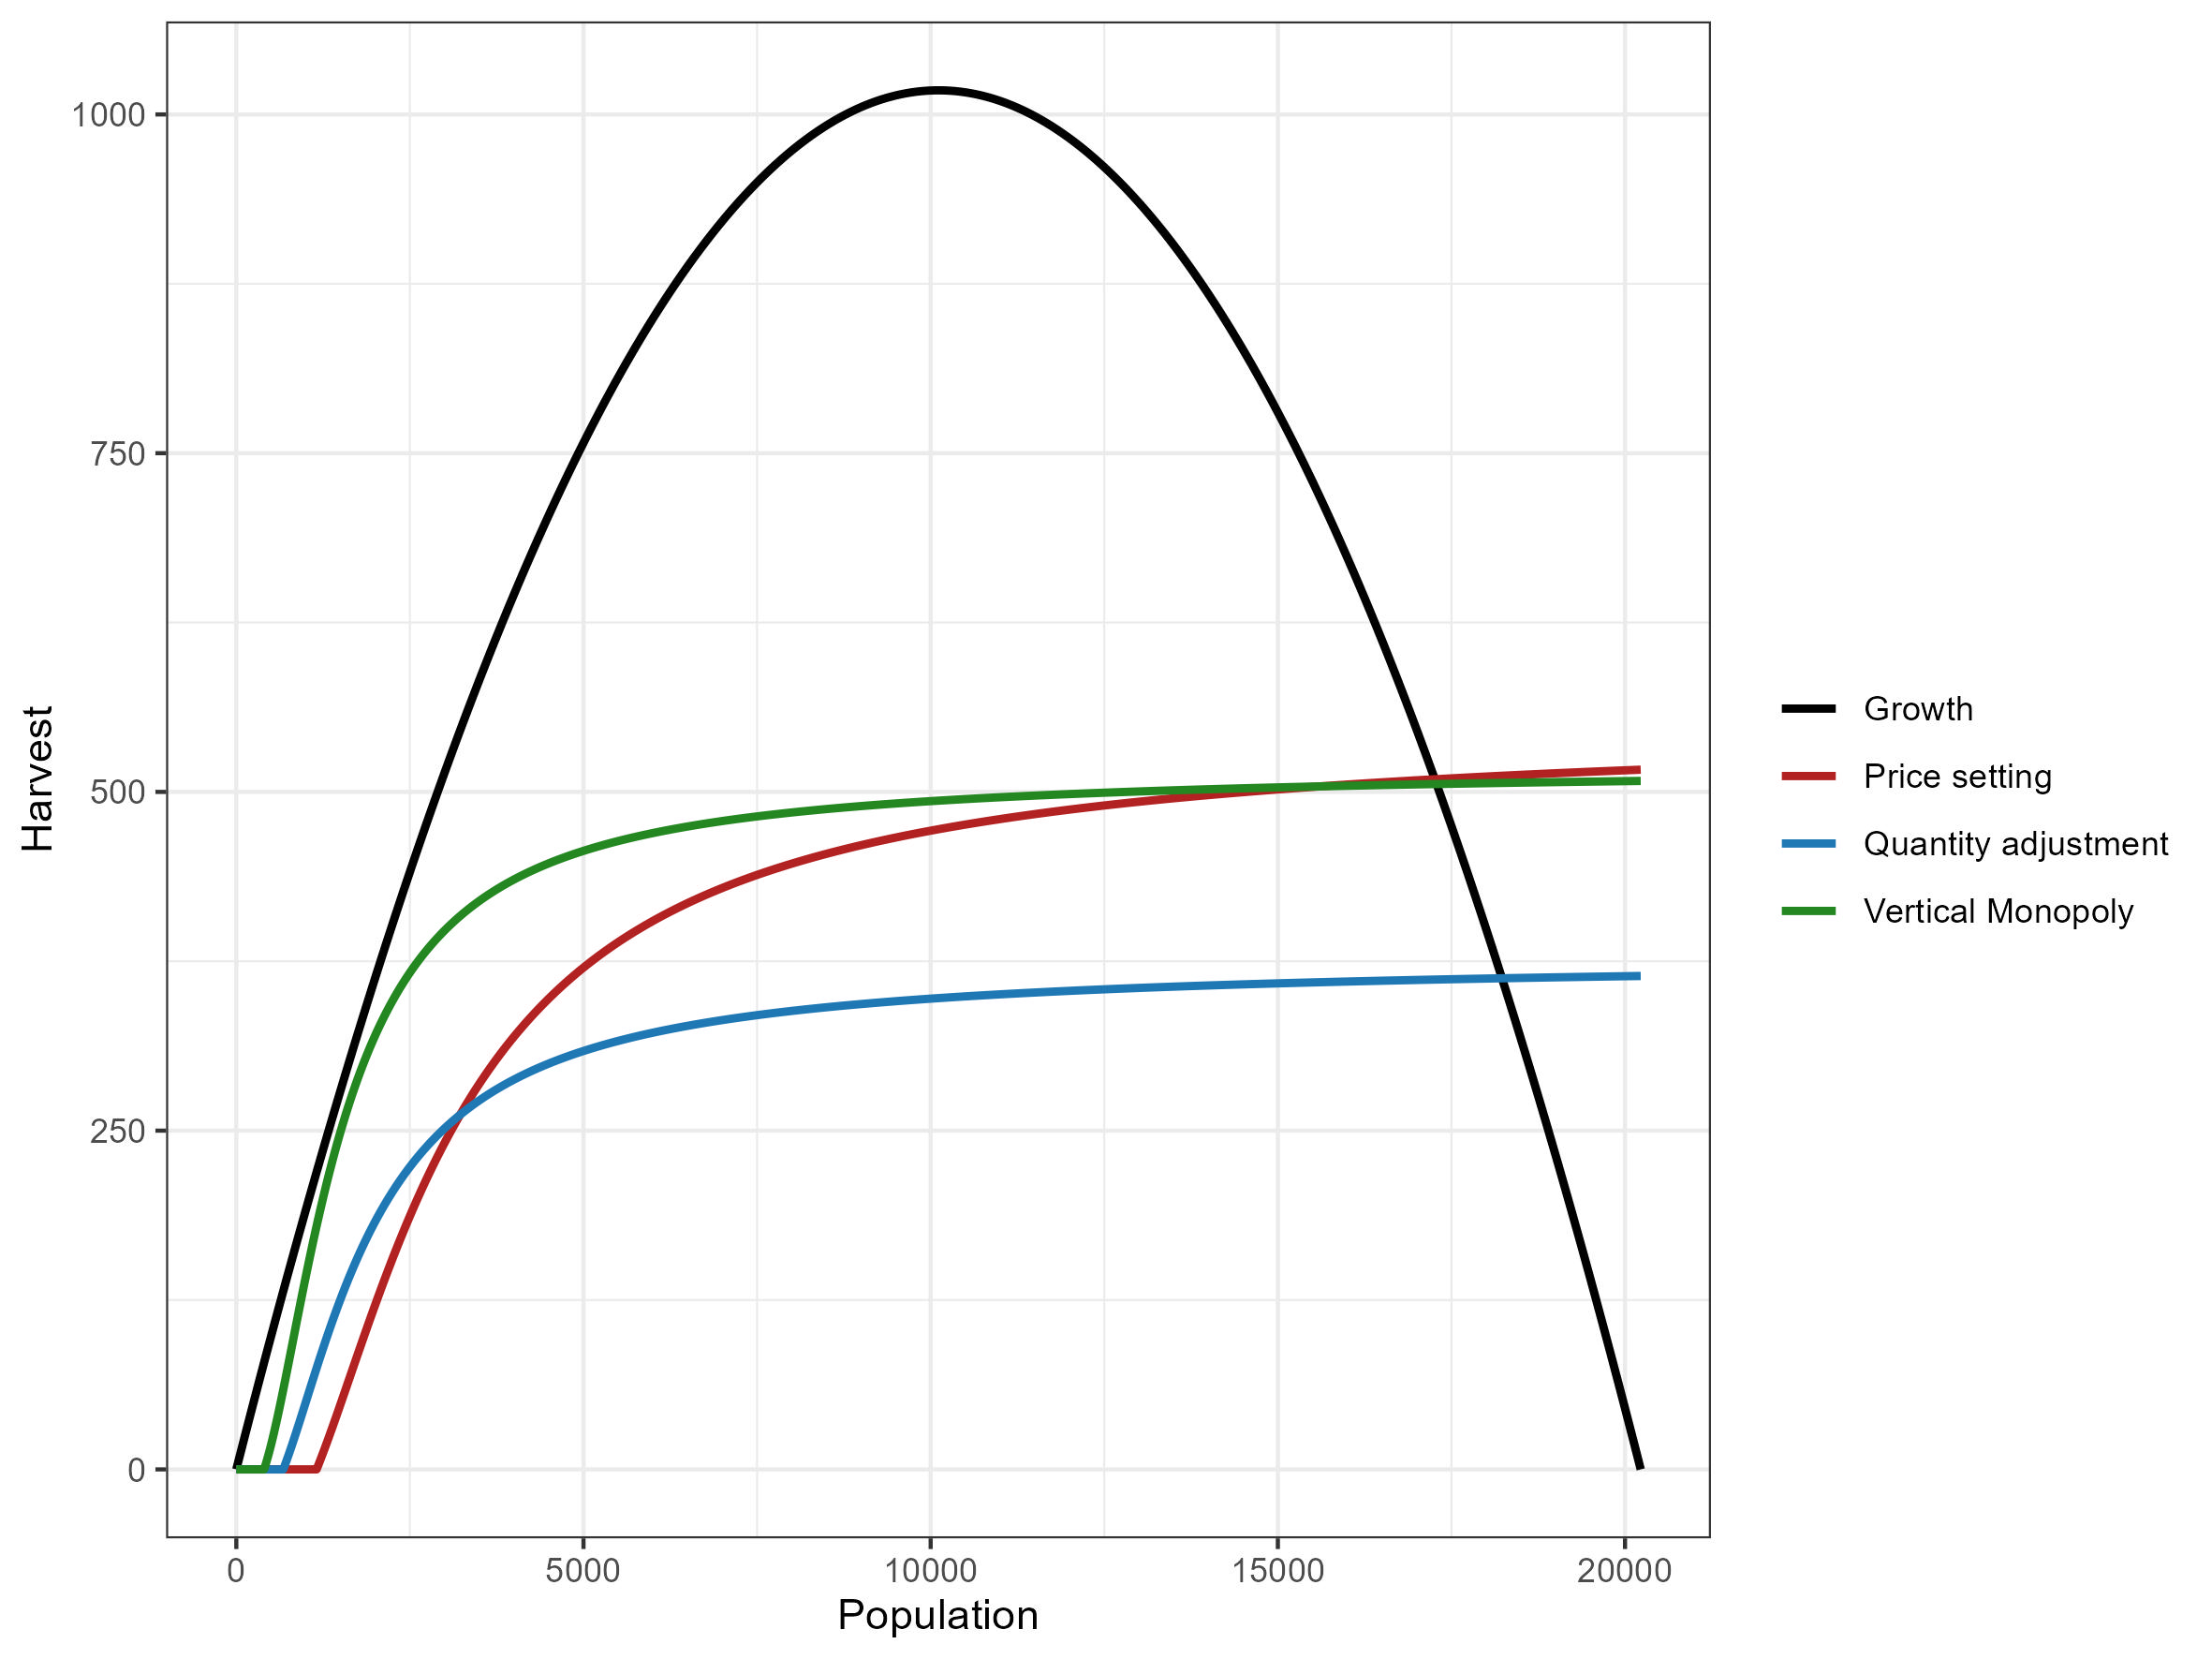 Harvest
1000
750
500
250
0
0 5000 10000 15000 20000
Population
Growth
Price setting
Quantity adjustment
Vertical Monopoly